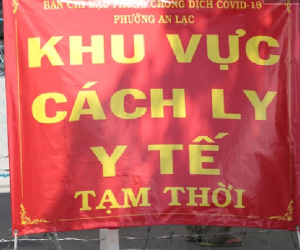 BAN CHỈ ĐẠO PHÒNG CHỐNG DỊCH COVID-19
PHƯỜNG AN LẠC
KHU VỰC
CÁCH LY
Y TẾ
TẠM THỜI